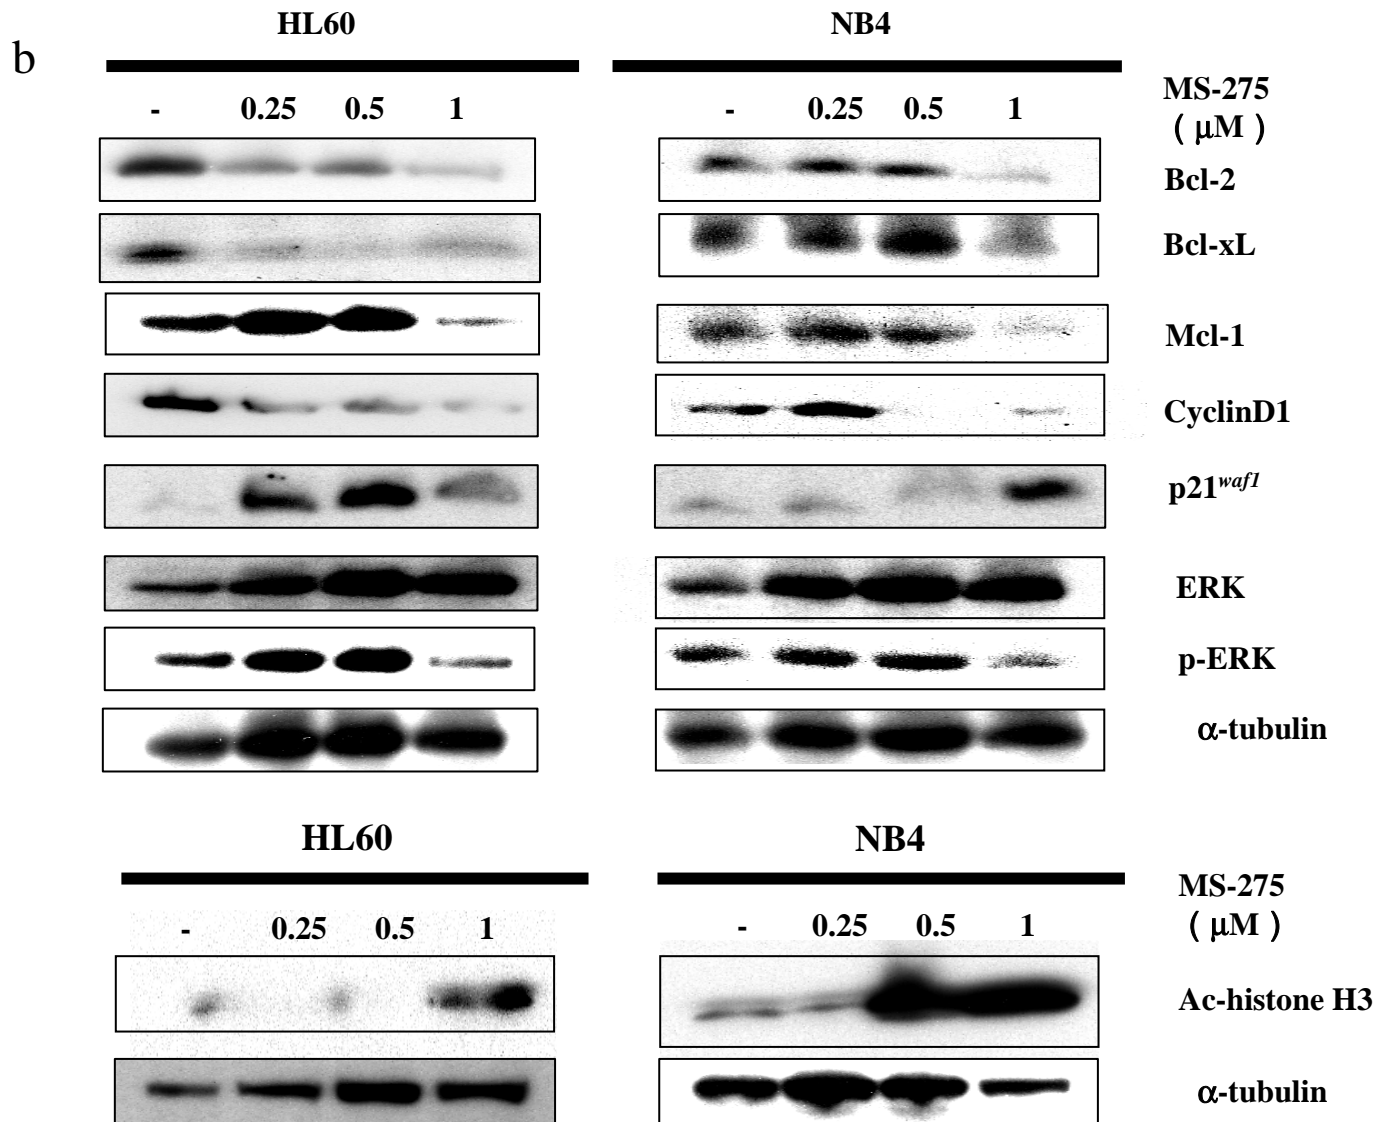 b
HL60 NB4
- 0.25 0.5 1 - 0.25 0.5 1 MS-275
( μM )
Bcl-2
Bcl-xL
Mcl-1
CyclinD1
p21waf1
ERK
p-ERK
α-tubulin
HL60 NB4
- 0.25 0.5 1 - 0.25 0.5 1 MS-275
( μM )
Ac-histone H3
α-tubulin